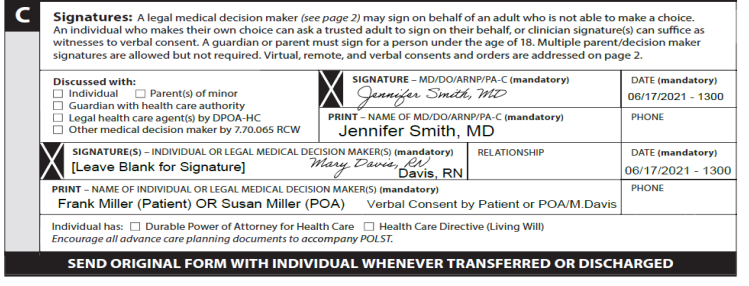 C
Signatures: A legal medical decision maker (see page 2) may sign on behalf of an adult who is not able to make a choice.
An individual who makes their own choice can ask a trusted adult to sign on their behalf, or clinician signature(s) can suffice as
witnesses to verbal consent. A guardian or parent must sign for a person under the age of 18. Multiple parent/decision maker
signatures are allowed but not required. Virtual, remote, and verbal consents and orders are addressed on page 2.
Discussed with:
☐ Individual ☐ Parent(s) of minor
☐ Guardian with health care authority
☐ Legal health care agent(s) by DPOA-HC
☐ Other medical decision maker by 7.70.065 RCW
X
SIGNATURE – MD/DO/ARNP/PA-C (mandatory)
Jennifer Smith, MD
DATE (mandatory)
06/17/2021 - 1300
PRINT – NAME OF MD/DO/ARNP/PA-C (mandatory)
Jennifer Smith, MD
PHONE
X
SIGNATURE(S) – INDIVIDUAL OR LEGAL MEDICAL DECISION MAKER(S) (mandatory)
[Leave Blank for Signature]
Mary Davis, RN
Davis, RN
RELATIONSHIP
DATE (mandatory)
06/17/2021 - 1300
PRINT – NAME OF INDIVIDUAL OR LEGAL MEDICAL DECISION MAKER(S) (mandatory)
Frank Miller (Patient) OR Susan Miller (POA) Verbal Consent by Patient or POA/M.Davis
PHONE
Individual has: ☐ Durable Power of Attorney for Health Care ☐ Health Care Directive (Living Will)
Encourage all advance care planning documents to accompany POLST.
SEND ORIGINAL FORM WITH INDIVIDUAL WHENEVER TRANSFERRED OR DISCHARGED